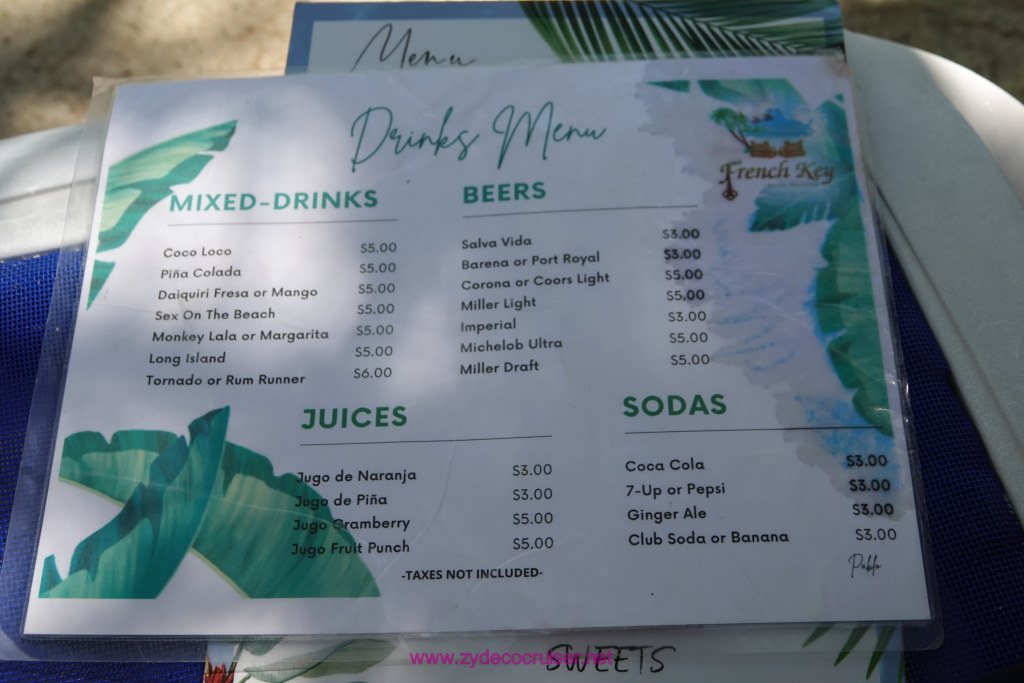 Menu
Drinks Menu
French Key
MIXED-DRINKS
Coco Loco $5.00
Piña Colada $5.00
Daiquiri Fresa or Mango $5.00
Sex On The Beach $5.00
Monkey Lala or Margarita $5.00
Long Island $5.00
Tornado or Rum Runner $6.00
BEERS
Salva Vida $3.00
Barena or Port Royal $3.00
Corona or Coors Light $5.00
Miller Light $5.00
Imperial $3.00
Michelob Ultra $5.00
Miller Draft $5.00
JUICES
Jugo de Naranja $3.00
Jugo de Piña $3.00
Jugo Cramberry $5.00
Jugo Fruit Punch $5.00
SODAS
Coca Cola $3.00
7-Up or Pepsi $3.00
Ginger Ale $3.00
Club Soda or Banana $3.00
-TAXES NOT INCLUDED-
Pablo
www.zydecocruiser.net
SWEETS